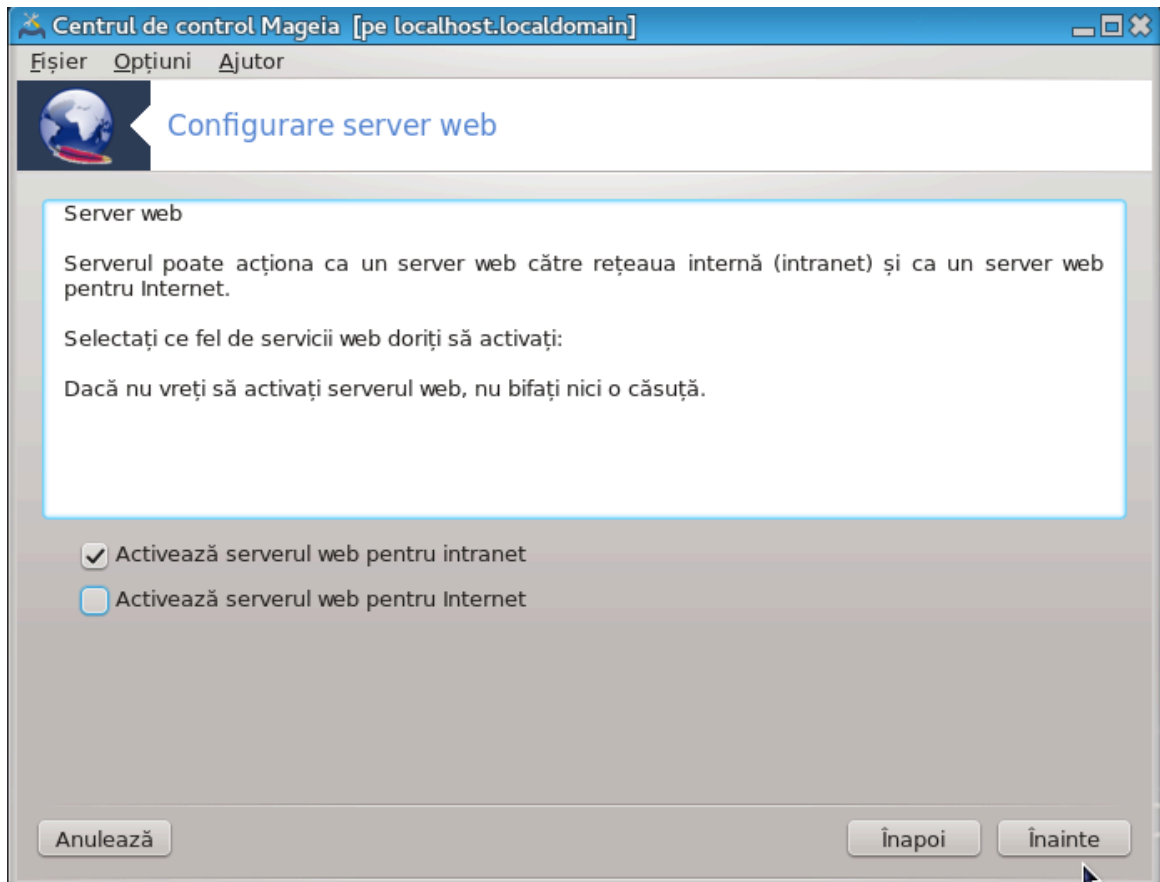 Centrul de control Mageia [pe localhost.localdomain]
Fișier Opțiuni Ajutor
Configurare server web
Server web
Serverul poate acționa ca un server web către rețeaua internă (intranet) și ca un server web
pentru Internet.
Selectați ce fel de servicii web doriți să activați:
Dacă nu vreți să activați serverul web, nu bifați nici o căsuță.
Activează serverul web pentru intranet
Activează serverul web pentru Internet
Anulează Înapoi Înainte